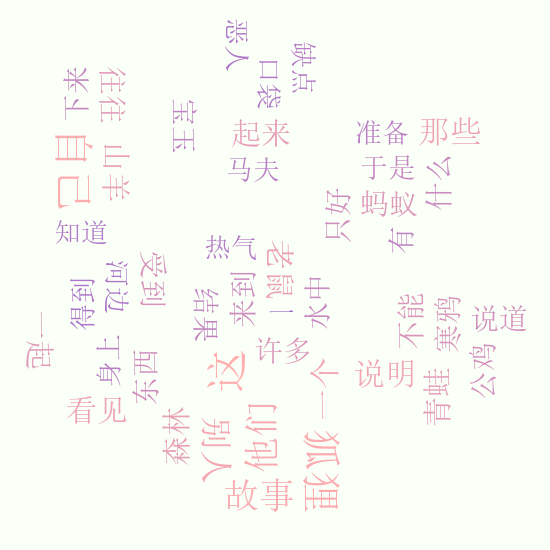 恶人
缺点
口袋
下来
往往
宝玉
起来
准备
那些
自己
山羊
马夫
于是
什么
蚂蚁
只好
有
知道
热气
受到
老鼠
河边
得到
来到
结果
水中
一
不能
寒鸦
说道
一起
上身
东西
许多
这
一个
说明
公鸡
青蛙
看见
森林
别人
他们
狐狸
故事